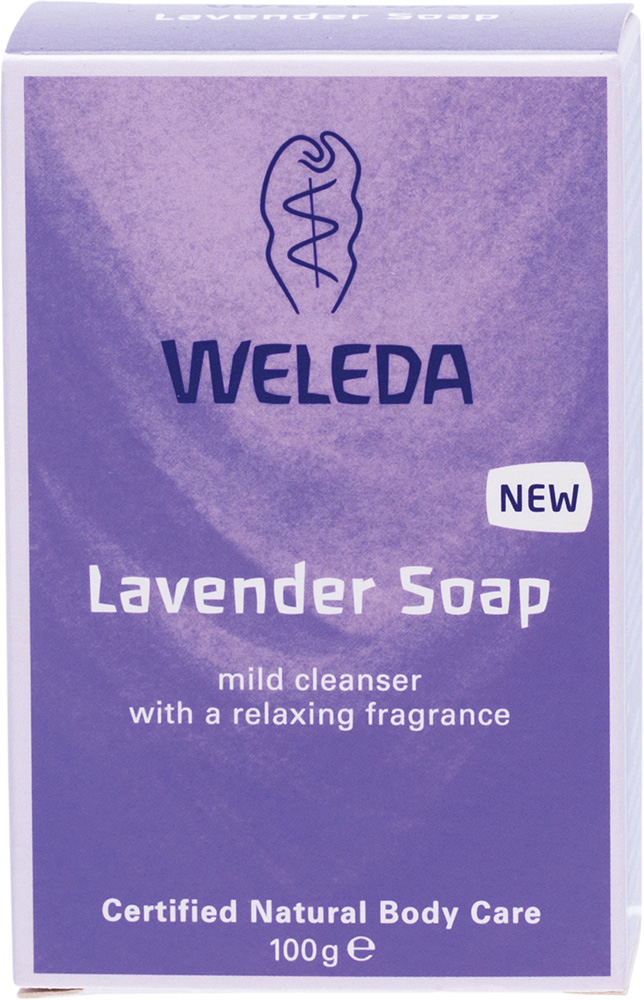 Lavender Soap
WELEDA
NEW
Lavender Soap
mild cleanser
with a relaxing fragrance
Certified Natural Body Care
100g ℮